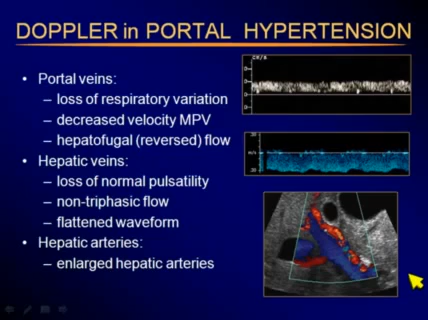 DOPPLER in PORTAL HYPERTENSION
• Portal veins:
– loss of respiratory variation
– decreased velocity MPV
– hepatofugal (reversed) flow
• Hepatic veins:
– loss of normal pulsatility
– non-triphasic flow
– flattened waveform
• Hepatic arteries:
– enlarged hepatic arteries
cm/s